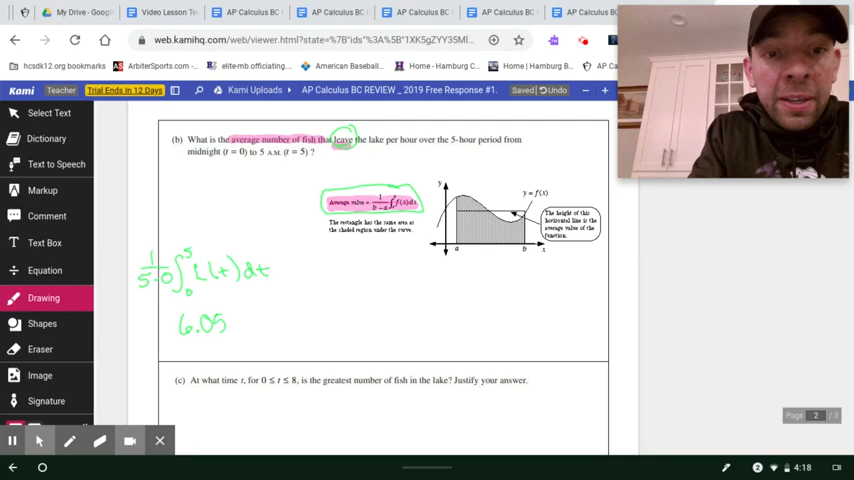 My Drive - Goo
Video Lesson Te
AP Calculus BC
AP Calculus BC
AP Calculus BC
AP Calculus BC
web.kamihq.com/web/viewer.html?state=%7B"ids"%3A%5B"1XK5gZYY35Ml...
hcsdk12.org bookmarks
ArbiterSports.com -...
elite-mb.officiating...
American Baseball...
Home - Hamburg C...
Hamburg B...
AP Ca
Kami
Teacher
Trial Ends In 12 Days
Kami Uploads
AP Calculus BC REVIEW _ 2019 Free Response #1.
Saved
Undo
Select Text
Dictionary
Text to Speech
Markup
Comment
Text Box
Equation
Drawing
Shapes
Eraser
Image
Signature
(b) What is the average number of fish that leave the lake per hour over the 5-hour period from
midnight (t = 0) to 5 A.M. (t = 5) ?
Average value = 1/(b − a) ∫ f(x)dx
The rectangle has the same area as
the shaded region under the curve.
y
y = f(x)
The height of this
horizontal line is the
average value of the
function.
a
b
x
1/(5-0) ∫₀⁵ L(t) dt
6.05
(c) At what time t, for 0 ≤ t ≤ 8, is the greatest number of fish in the lake? Justify your answer.
Page 2 / 3
2
4:18